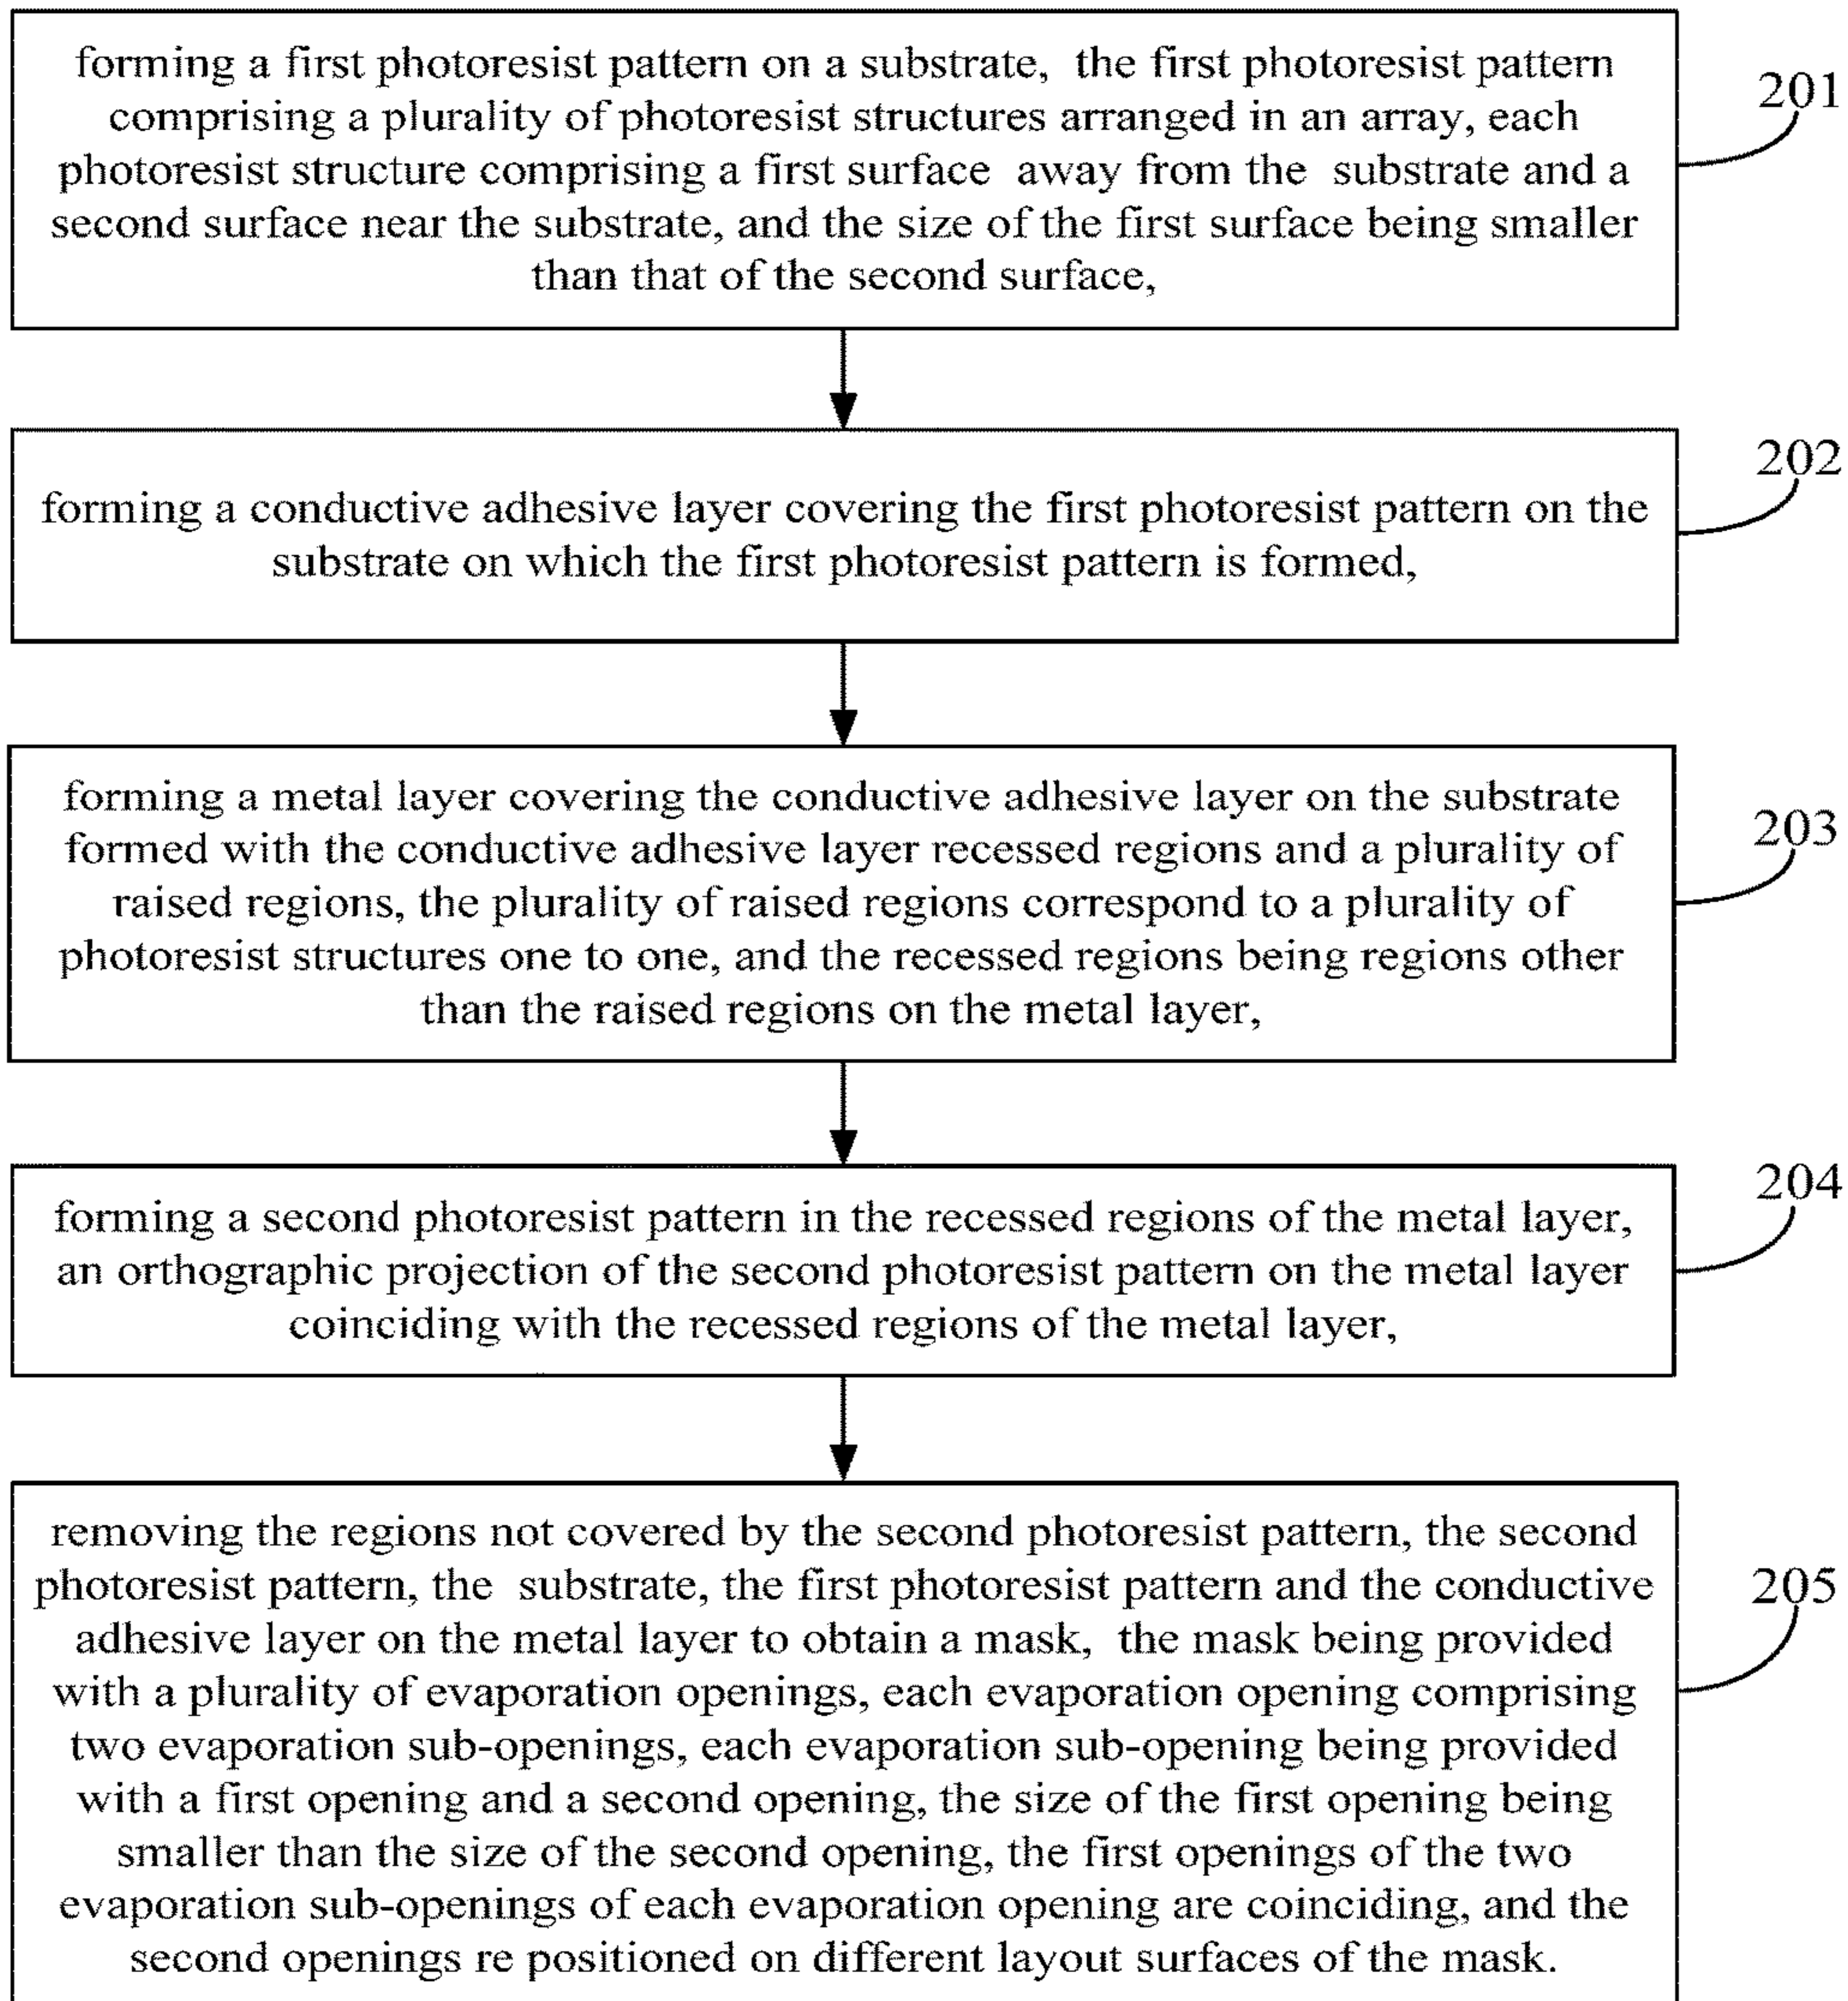 forming a first photoresist pattern on a substrate, the first photoresist pattern
comprising a plurality of photoresist structures arranged in an array, each
photoresist structure comprising a first surface away from the substrate and a
second surface near the substrate, and the size of the first surface being smaller
than that of the second surface,
201
forming a conductive adhesive layer covering the first photoresist pattern on the
substrate on which the first photoresist pattern is formed,
202
forming a metal layer covering the conductive adhesive layer on the substrate
formed with the conductive adhesive layer recessed regions and a plurality of
raised regions, the plurality of raised regions correspond to a plurality of
photoresist structures one to one, and the recessed regions being regions other
than the raised regions on the metal layer,
203
forming a second photoresist pattern in the recessed regions of the metal layer,
an orthographic projection of the second photoresist pattern on the metal layer
coinciding with the recessed regions of the metal layer,
204
removing the regions not covered by the second photoresist pattern, the second
photoresist pattern, the substrate, the first photoresist pattern and the conductive
adhesive layer on the metal layer to obtain a mask, the mask being provided
with a plurality of evaporation openings, each evaporation opening comprising
two evaporation sub-openings, each evaporation sub-opening being provided
with a first opening and a second opening, the size of the first opening being
smaller than the size of the second opening, the first openings of the two
evaporation sub-openings of each evaporation opening are coinciding, and the
second openings re positioned on different layout surfaces of the mask.
205